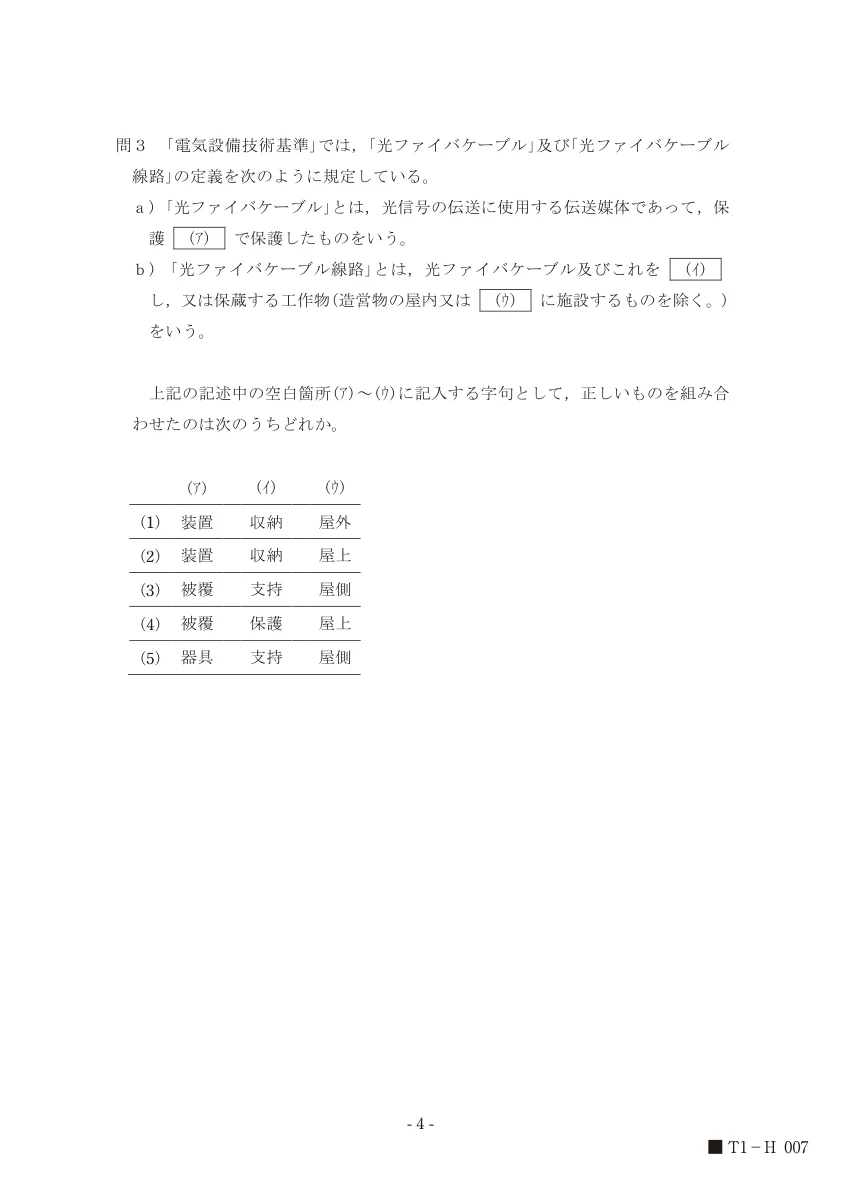 問3 「電気設備技術基準」では，「光ファイバケーブル」及び「光ファイバケーブル
線路」の定義を次のように規定している。
a）「光ファイバケーブル」とは，光信号の伝送に使用する伝送媒体であって，保
護 (ｱ) で保護したものをいう。
b）「光ファイバケーブル線路」とは，光ファイバケーブル及びこれを (ｲ)
し，又は保蔵する工作物(造営物の屋内又は (ｳ) に施設するものを除く。)
をいう。
上記の記述中の空白箇所(ｱ)～(ｳ)に記入する字句として，正しいものを組み合
わせたのは次のうちどれか。
(ｱ) (ｲ) (ｳ)
(1) 装置 収納 屋外
(2) 装置 収納 屋上
(3) 被覆 支持 屋側
(4) 被覆 保護 屋上
(5) 器具 支持 屋側
- 4 -
■ T1－H 007